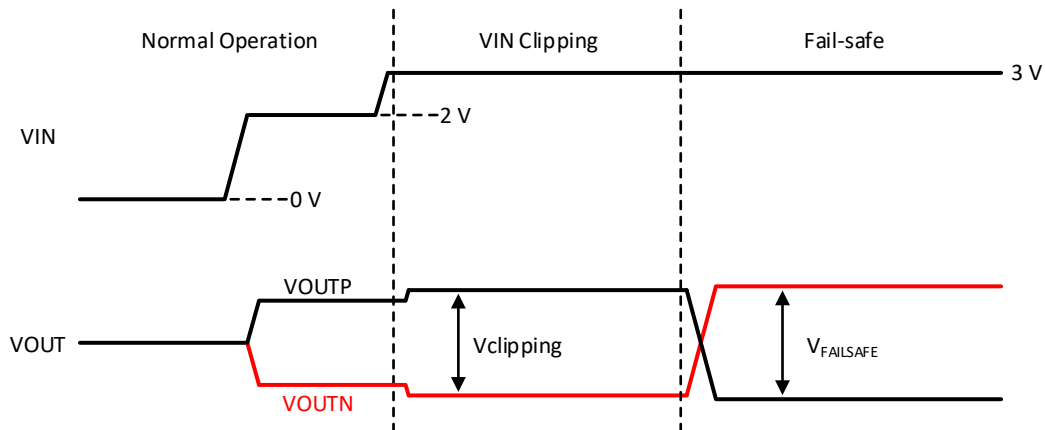 Normal Operation
VIN Clipping
Fail-safe
3 V
2 V
VIN
0 V
VOUTP
VOUT
Vclipping
VFAILSAFE
VOUTN